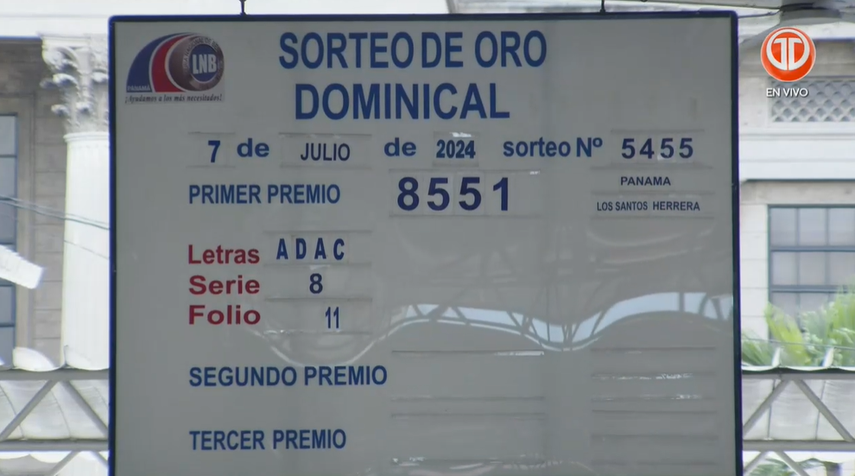 SORTEO DE ORO
DOMINICAL
LNB
PANAMÁ
¡Ayudamos a los más necesitados!
EN VIVO
7 de JULIO de 2024 sorteo Nº 5455
PRIMER PREMIO 8551 PANAMA
LOS SANTOS HERRERA
Letras ADAC
Serie 8
Folio 11
SEGUNDO PREMIO
TERCER PREMIO